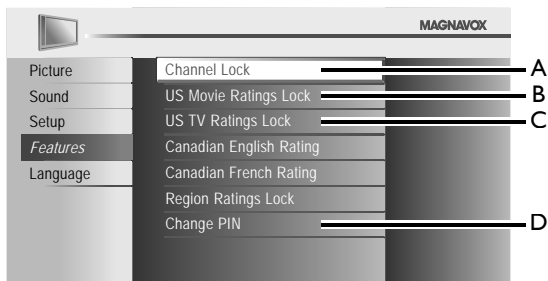 MAGNAVOX
Picture
Channel Lock
A
Sound
US Movie Ratings Lock
B
Setup
US TV Ratings Lock
C
Features
Canadian English Rating
Language
Canadian French Rating
Region Ratings Lock
Change PIN
D